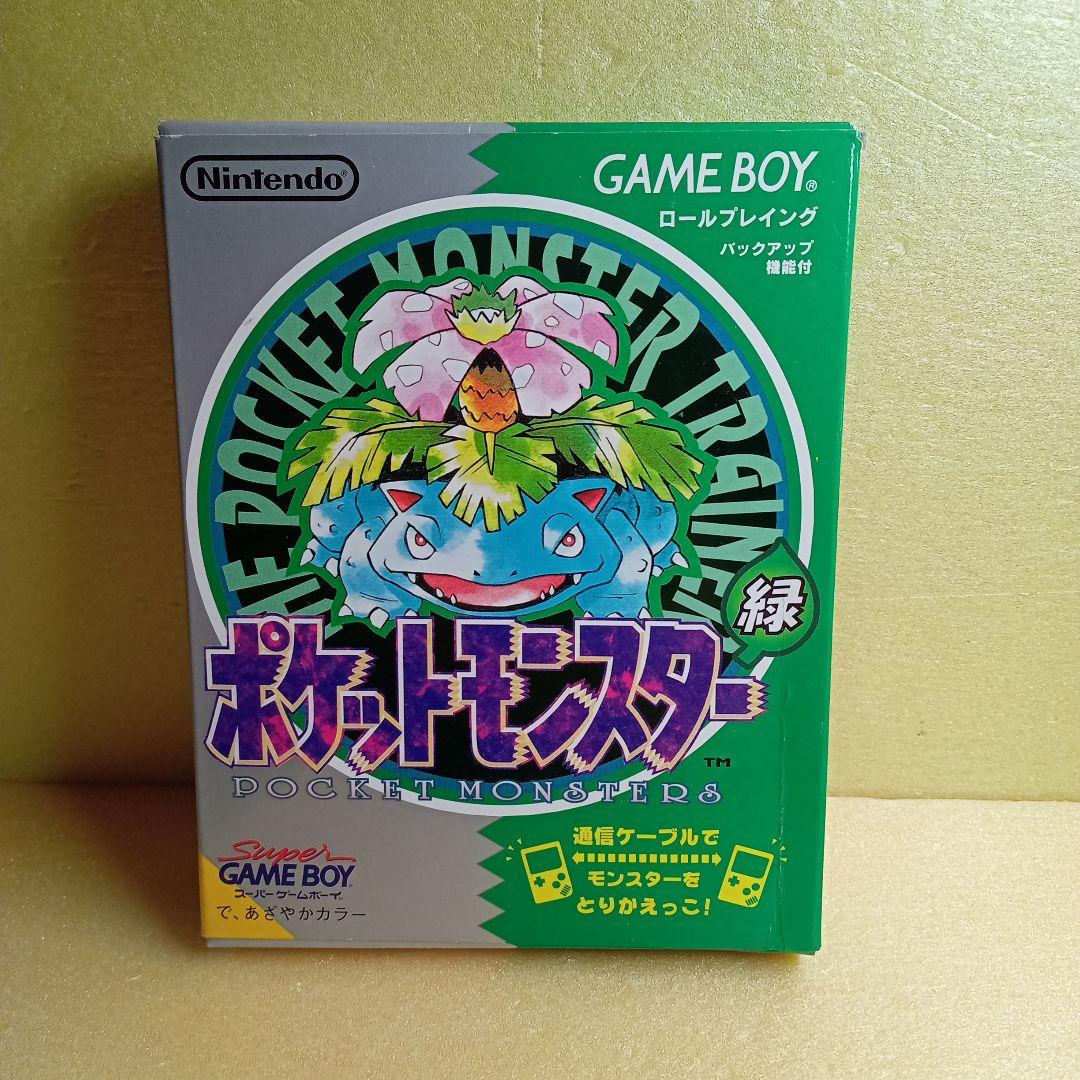 Nintendo®
GAME BOY®
ロールプレイング
バックアップ
機能付
POCKET MONSTER TRAINER
緑
ポケットモンスター
TM
POCKET MONSTERS
Super
GAME BOY
スーパーゲームボーイ
で、あざやかカラー
通信ケーブルで
モンスターを
とりかえっこ!